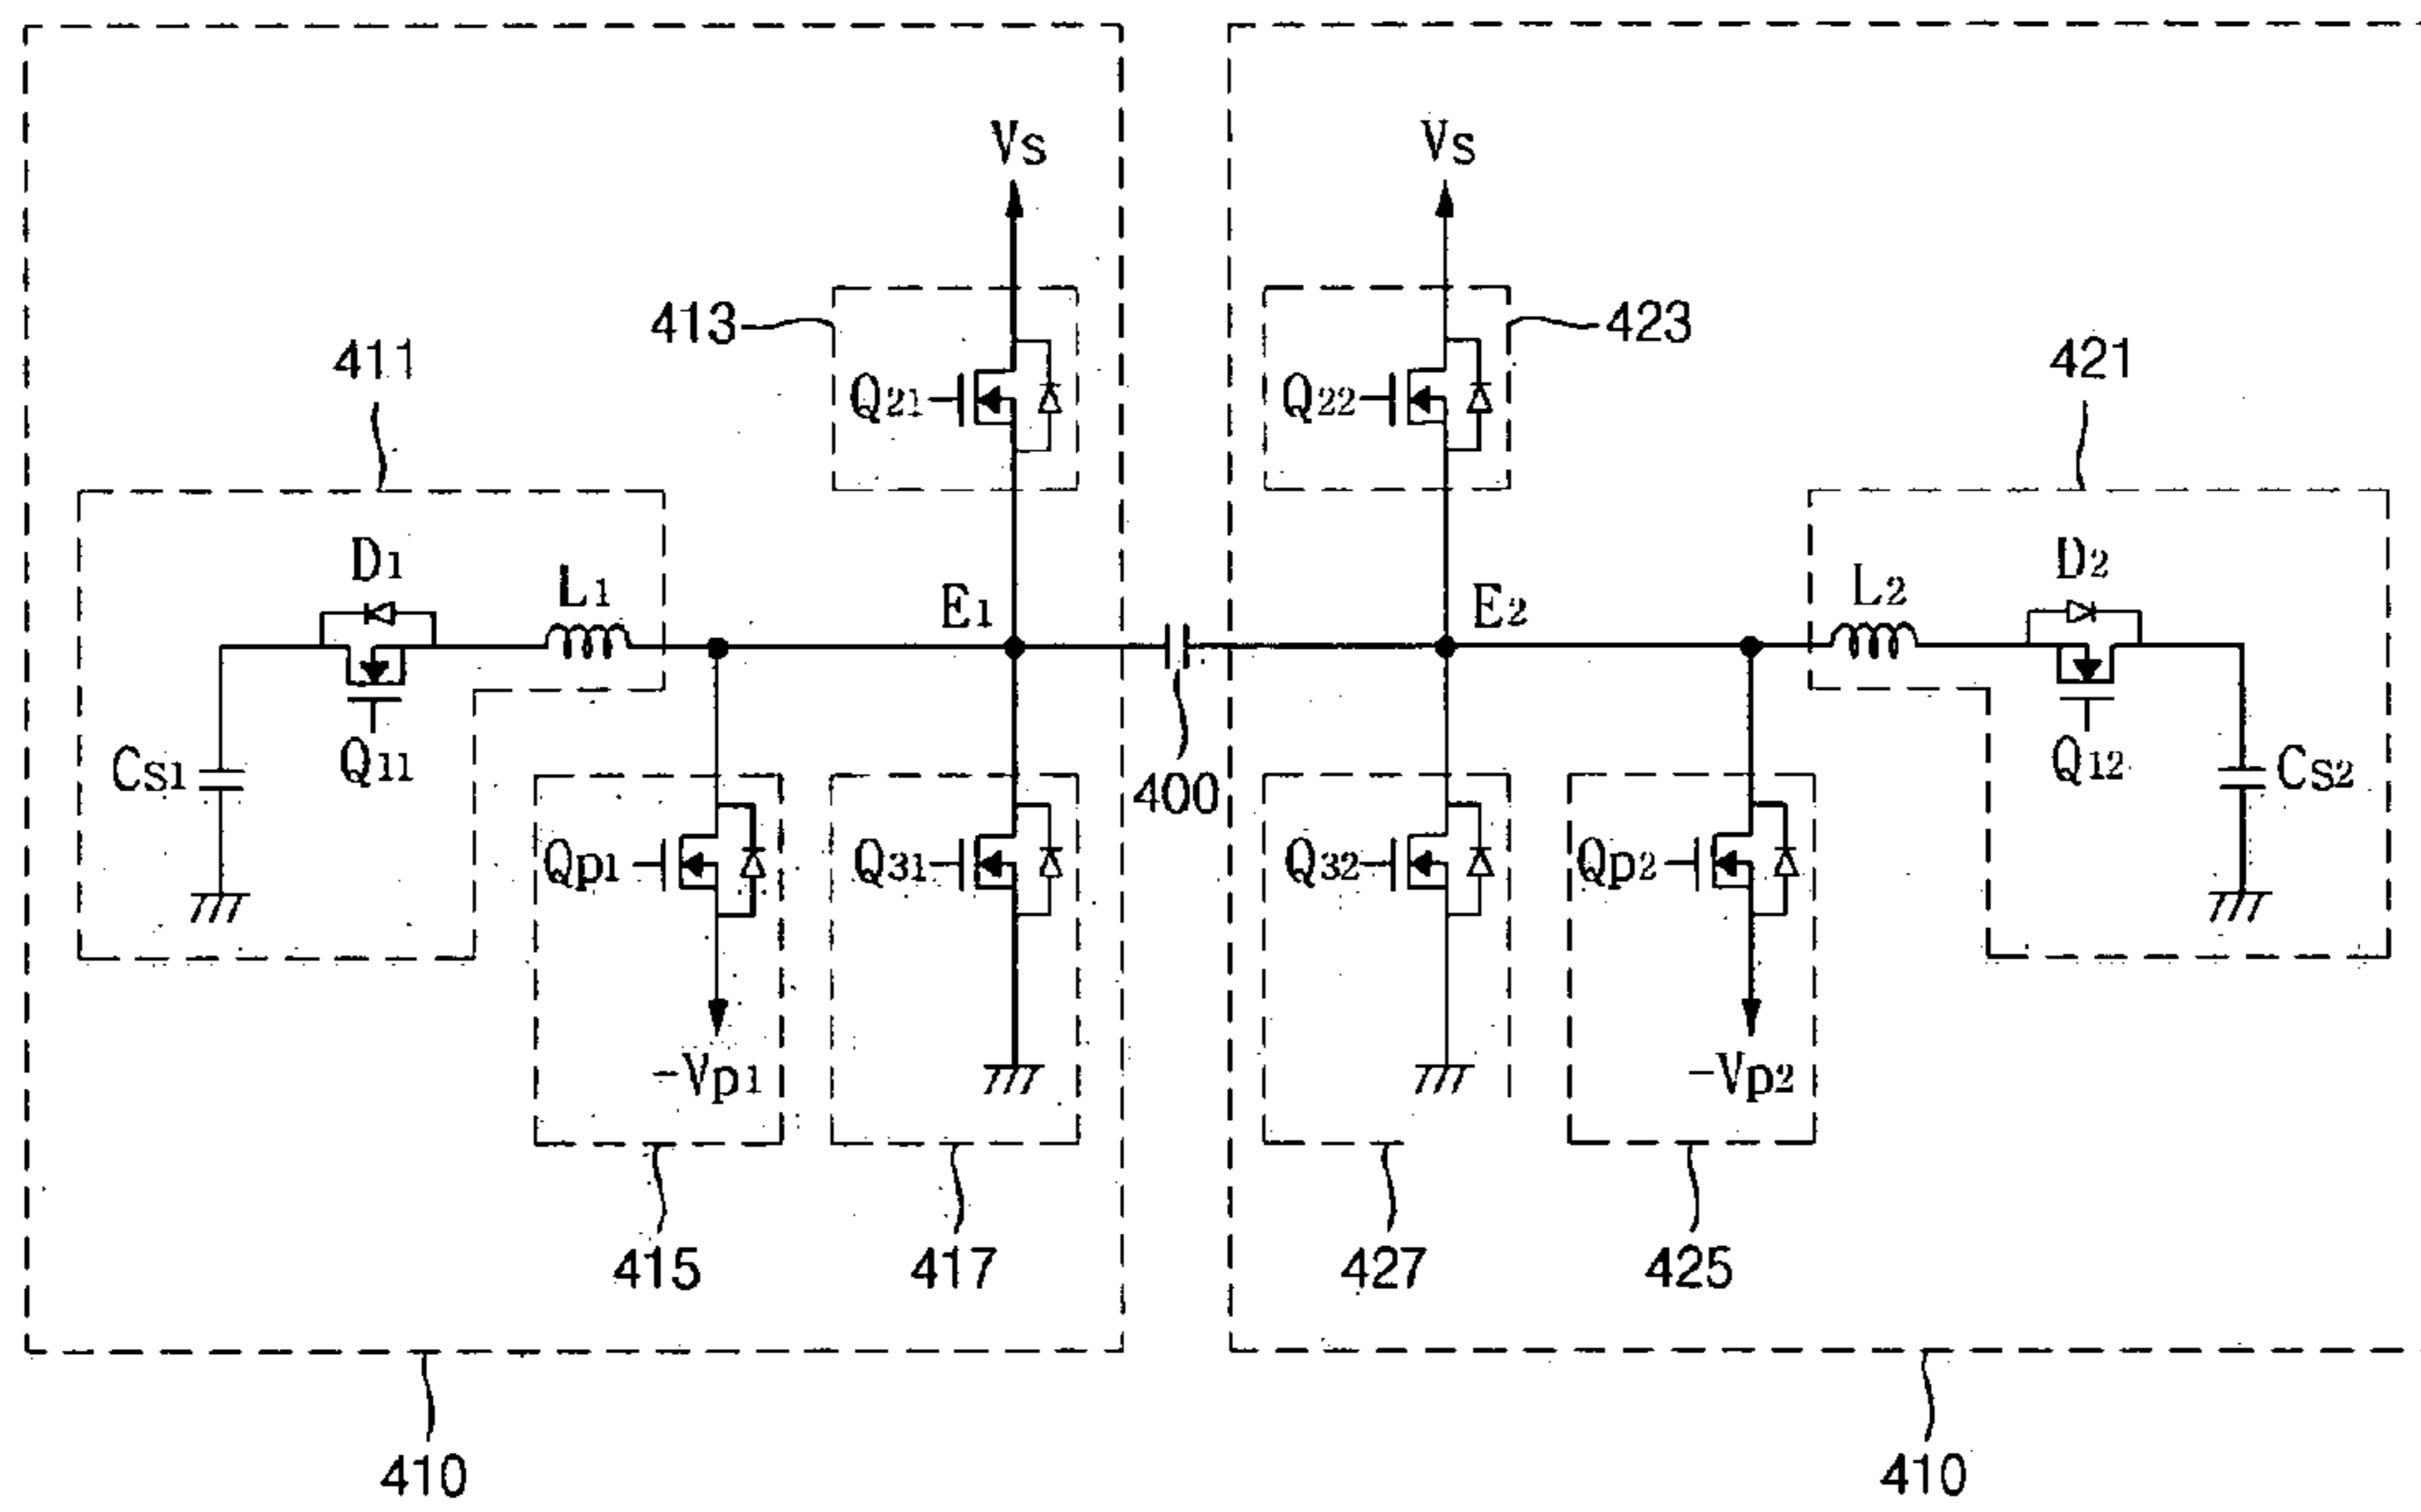 Vs Vs
413 423
411 421
Q21 Q22
D1 D2
L1 E1 E2 L2
Q11 Q12
Cs1 400 Cs2
Qp1 Q31 Q32 Qp2
-Vp1 -Vp2
415 417 427 425
410 410